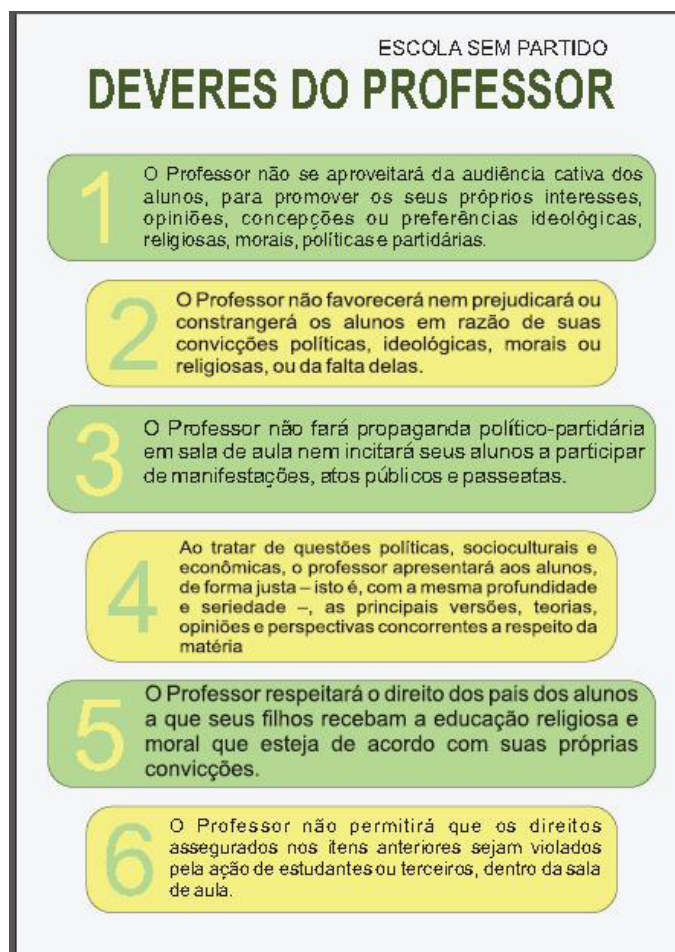 ESCOLA SEM PARTIDO
DEVERES DO PROFESSOR
1
O Professor não se aproveitará da audiência cativa dos
alunos, para promover os seus próprios interesses,
opiniões, concepções ou preferências ideológicas,
religiosas, morais, políticas e partidárias.
2
O Professor não favorecerá nem prejudicará ou
constrangerá os alunos em razão de suas
convicções políticas, ideológicas, morais ou
religiosas, ou da falta delas.
3
O Professor não fará propaganda político-partidária
em sala de aula nem incitará seus alunos a participar
de manifestações, atos públicos e passeatas.
4
Ao tratar de questões políticas, socioculturais e
econômicas, o professor apresentará aos alunos,
de forma justa – isto é, com a mesma profundidade
e seriedade –, as principais versões, teorias,
opiniões e perspectivas concorrentes a respeito da
matéria
5
O Professor respeitará o direito dos pais dos alunos
a que seus filhos recebam a educação religiosa e
moral que esteja de acordo com suas próprias
convicções.
6
O Professor não permitirá que os direitos
assegurados nos itens anteriores sejam violados
pela ação de estudantes ou terceiros, dentro da sala
de aula.